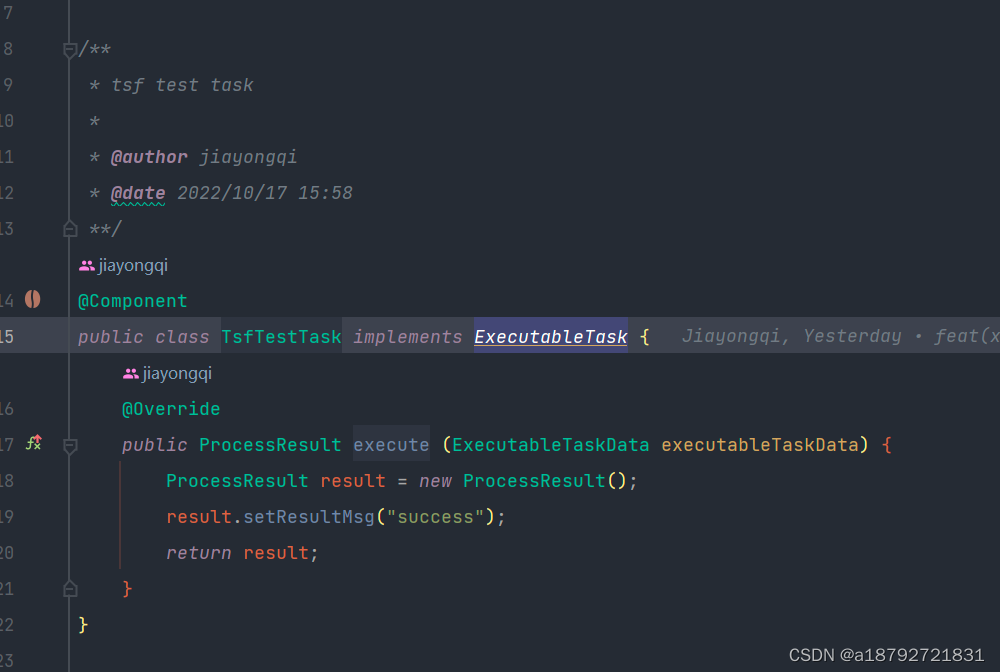 7
8 /**
9 * tsf test task
10 *
11 * @author jiayongqi
12 * @date 2022/10/17 15:58
13 **/
jiayongqi
14 @Component
15 public class TsfTestTask implements ExecutableTask { Jiayongqi, Yesterday • feat(x
jiayongqi
16 @Override
17 public ProcessResult execute (ExecutableTaskData executableTaskData) {
18 ProcessResult result = new ProcessResult();
19 result.setResultMsg("success");
20 return result;
21 }
22 }
23
CSDN @a18792721831